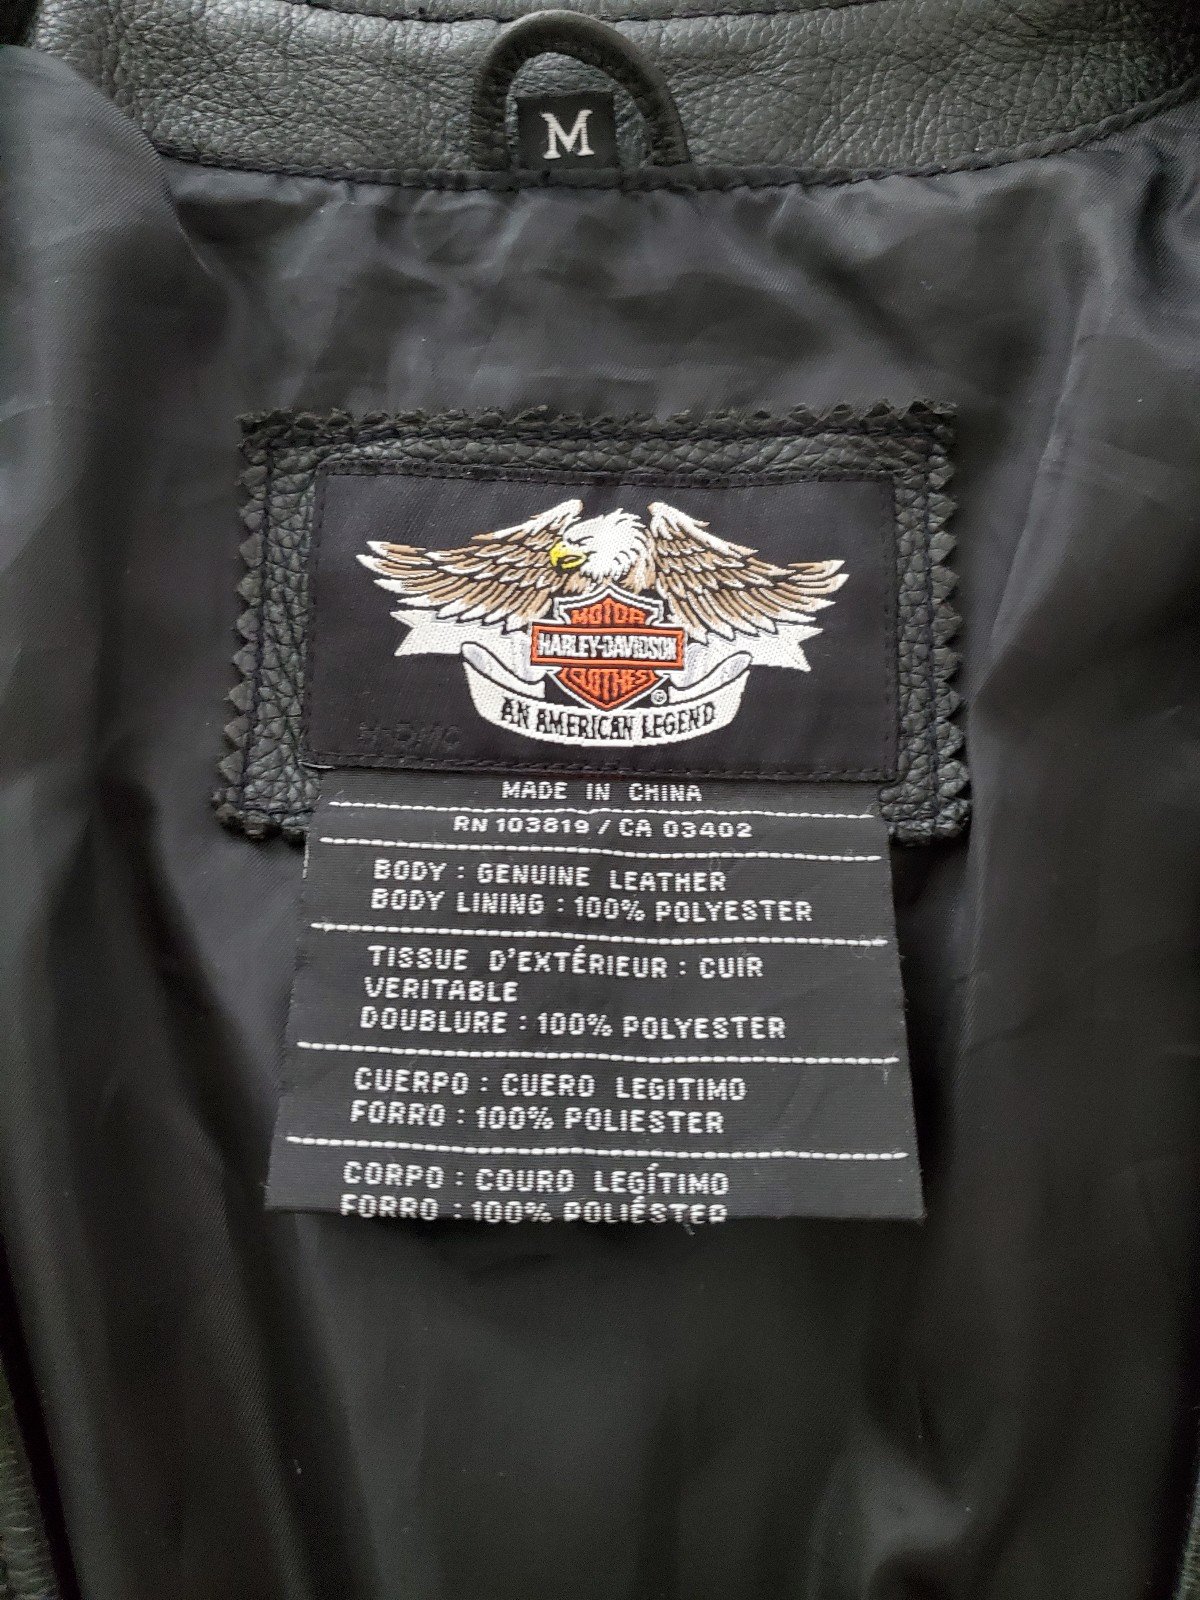 M
MOTOR
HARLEY-DAVIDSON
CLOTHES
®
AN AMERICAN LEGEND
H-DMC
MADE IN CHINA
RN 103819 / CA 03402
BODY : GENUINE LEATHER
BODY LINING : 100% POLYESTER
TISSUE D'EXTÉRIEUR : CUIR
VERITABLE
DOUBLURE : 100% POLYESTER
CUERPO : CUERO LEGITIMO
FORRO : 100% POLIESTER
CORPO : COURO LEGÍTIMO
FORRO : 100% POLIÉSTER